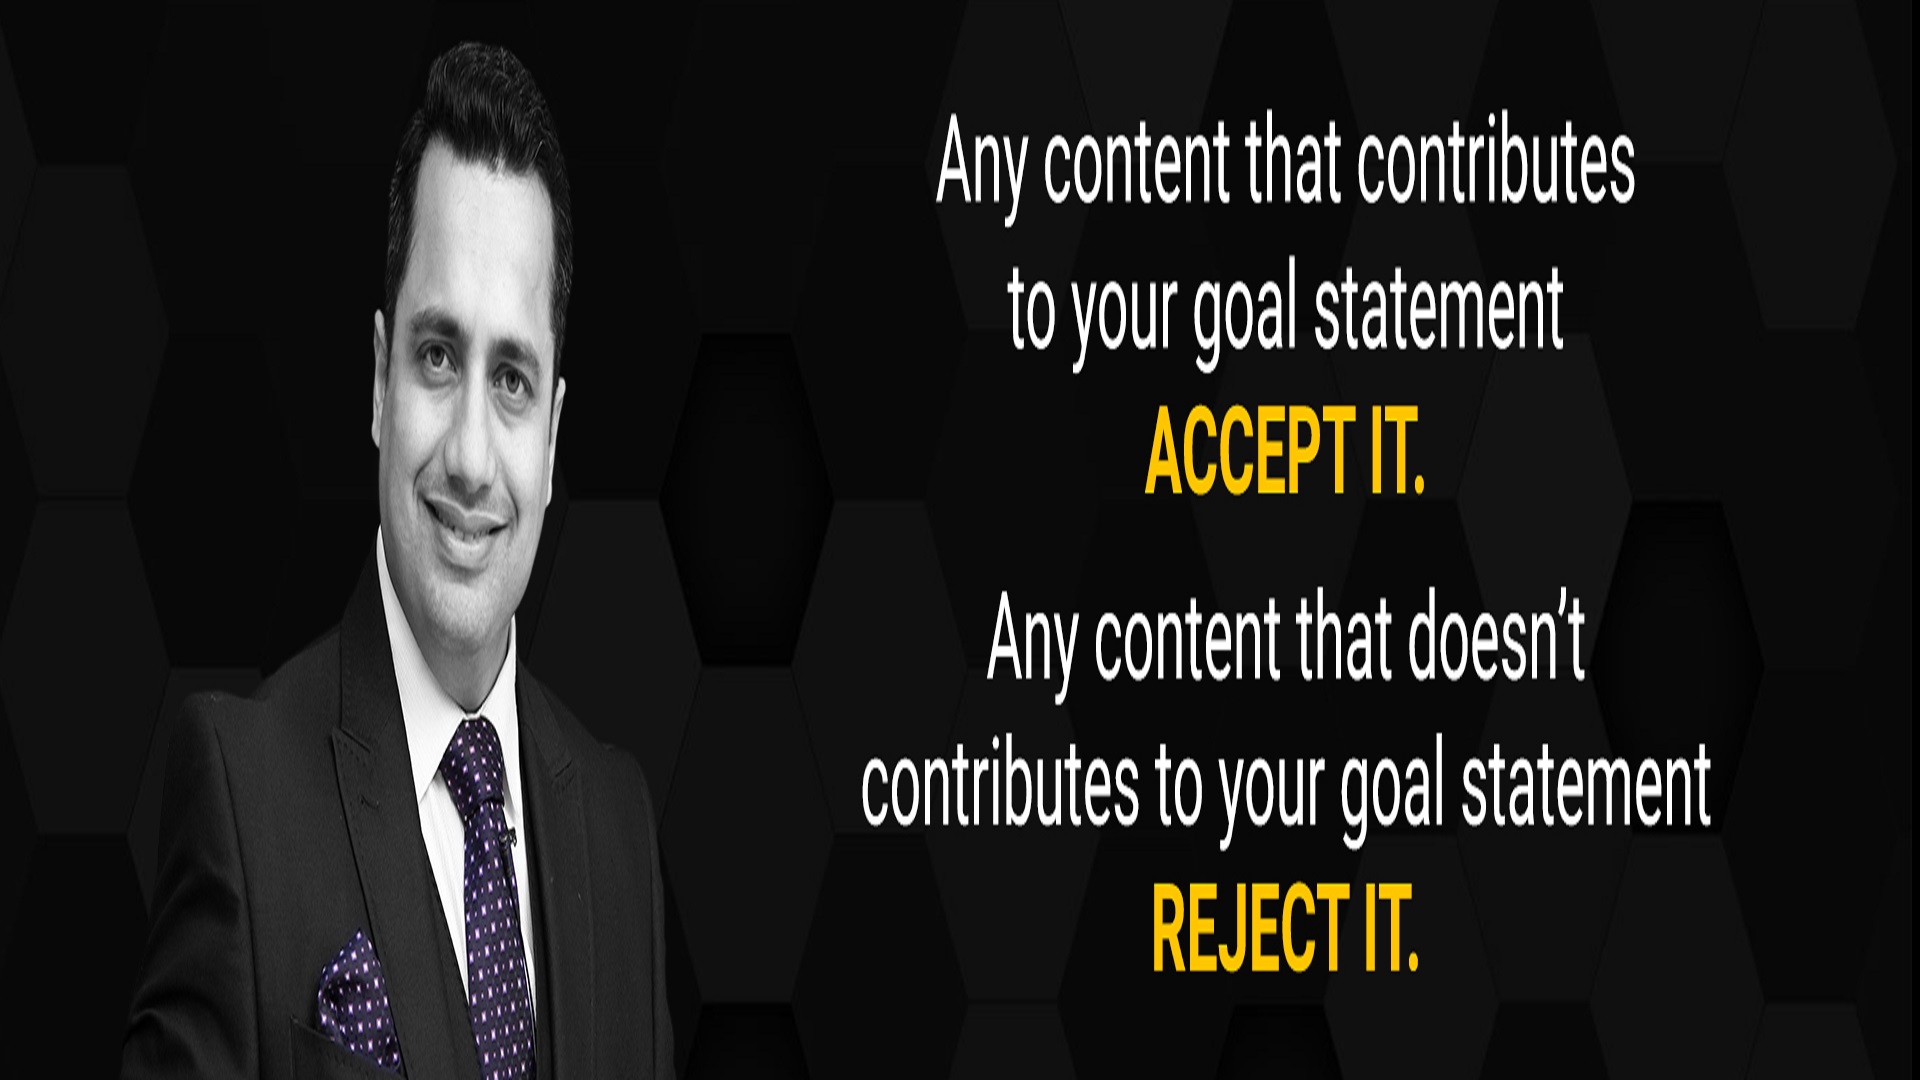 Any content that contributes
to your goal statement
ACCEPT IT.
Any content that doesn’t
contributes to your goal statement
REJECT IT.